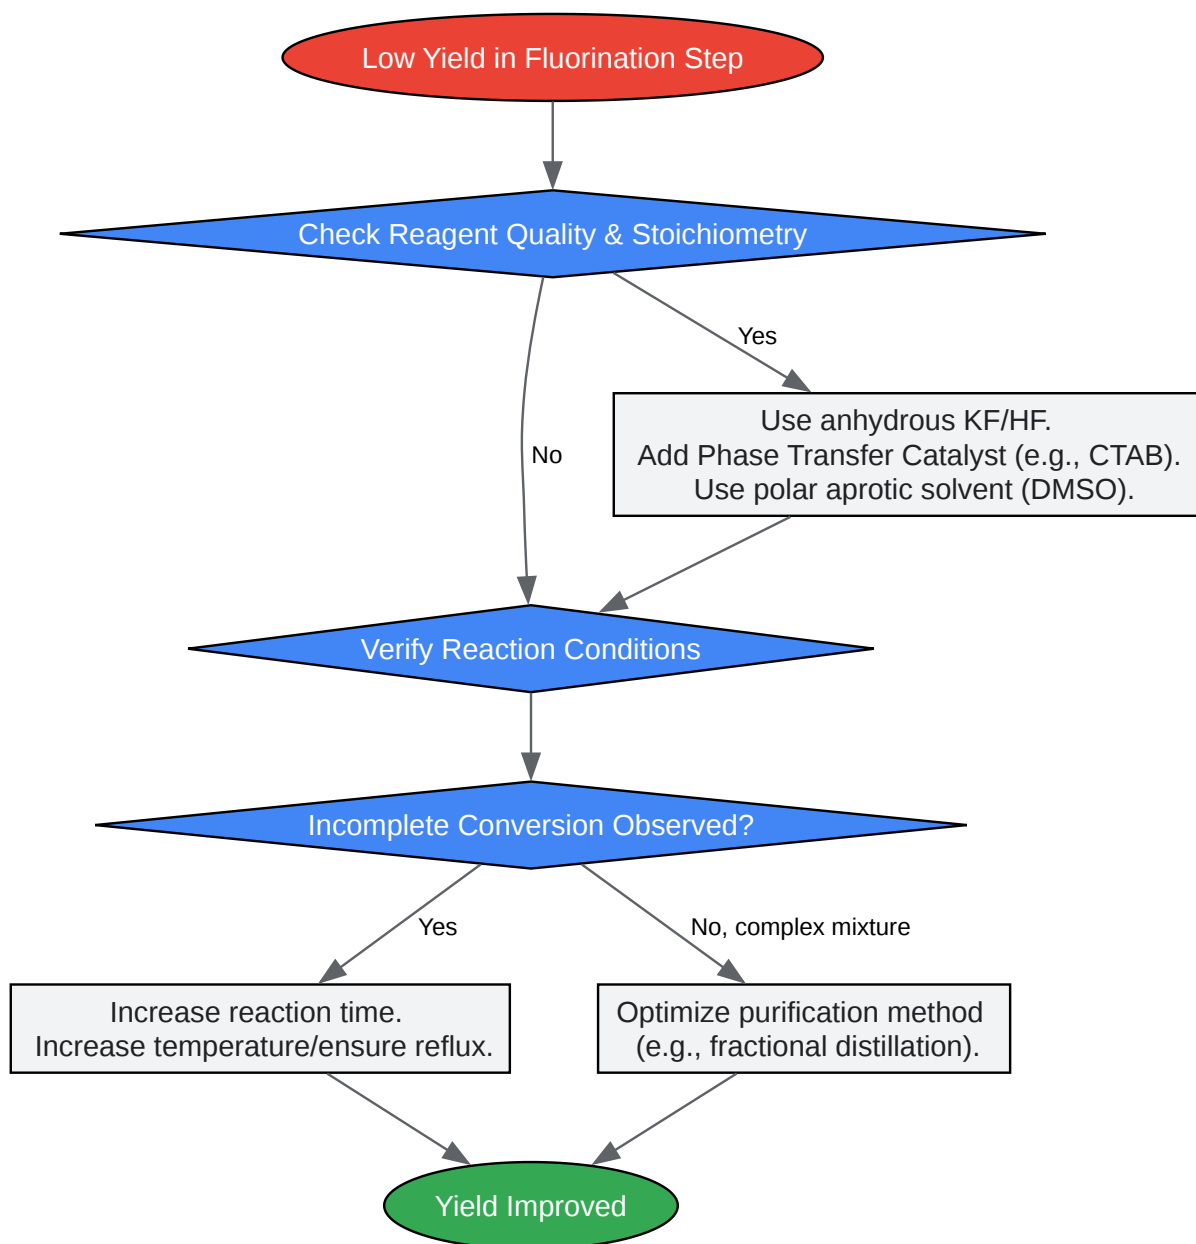 Low Yield in Fluorination Step
Check Reagent Quality & Stoichiometry
Yes
Use anhydrous KF/HF.
Add Phase Transfer Catalyst (e.g., CTAB).
Use polar aprotic solvent (DMSO).
No
Verify Reaction Conditions
Incomplete Conversion Observed?
Yes
No, complex mixture
Increase reaction time.
Increase temperature/ensure reflux.
Optimize purification method
(e.g., fractional distillation).
Yield Improved